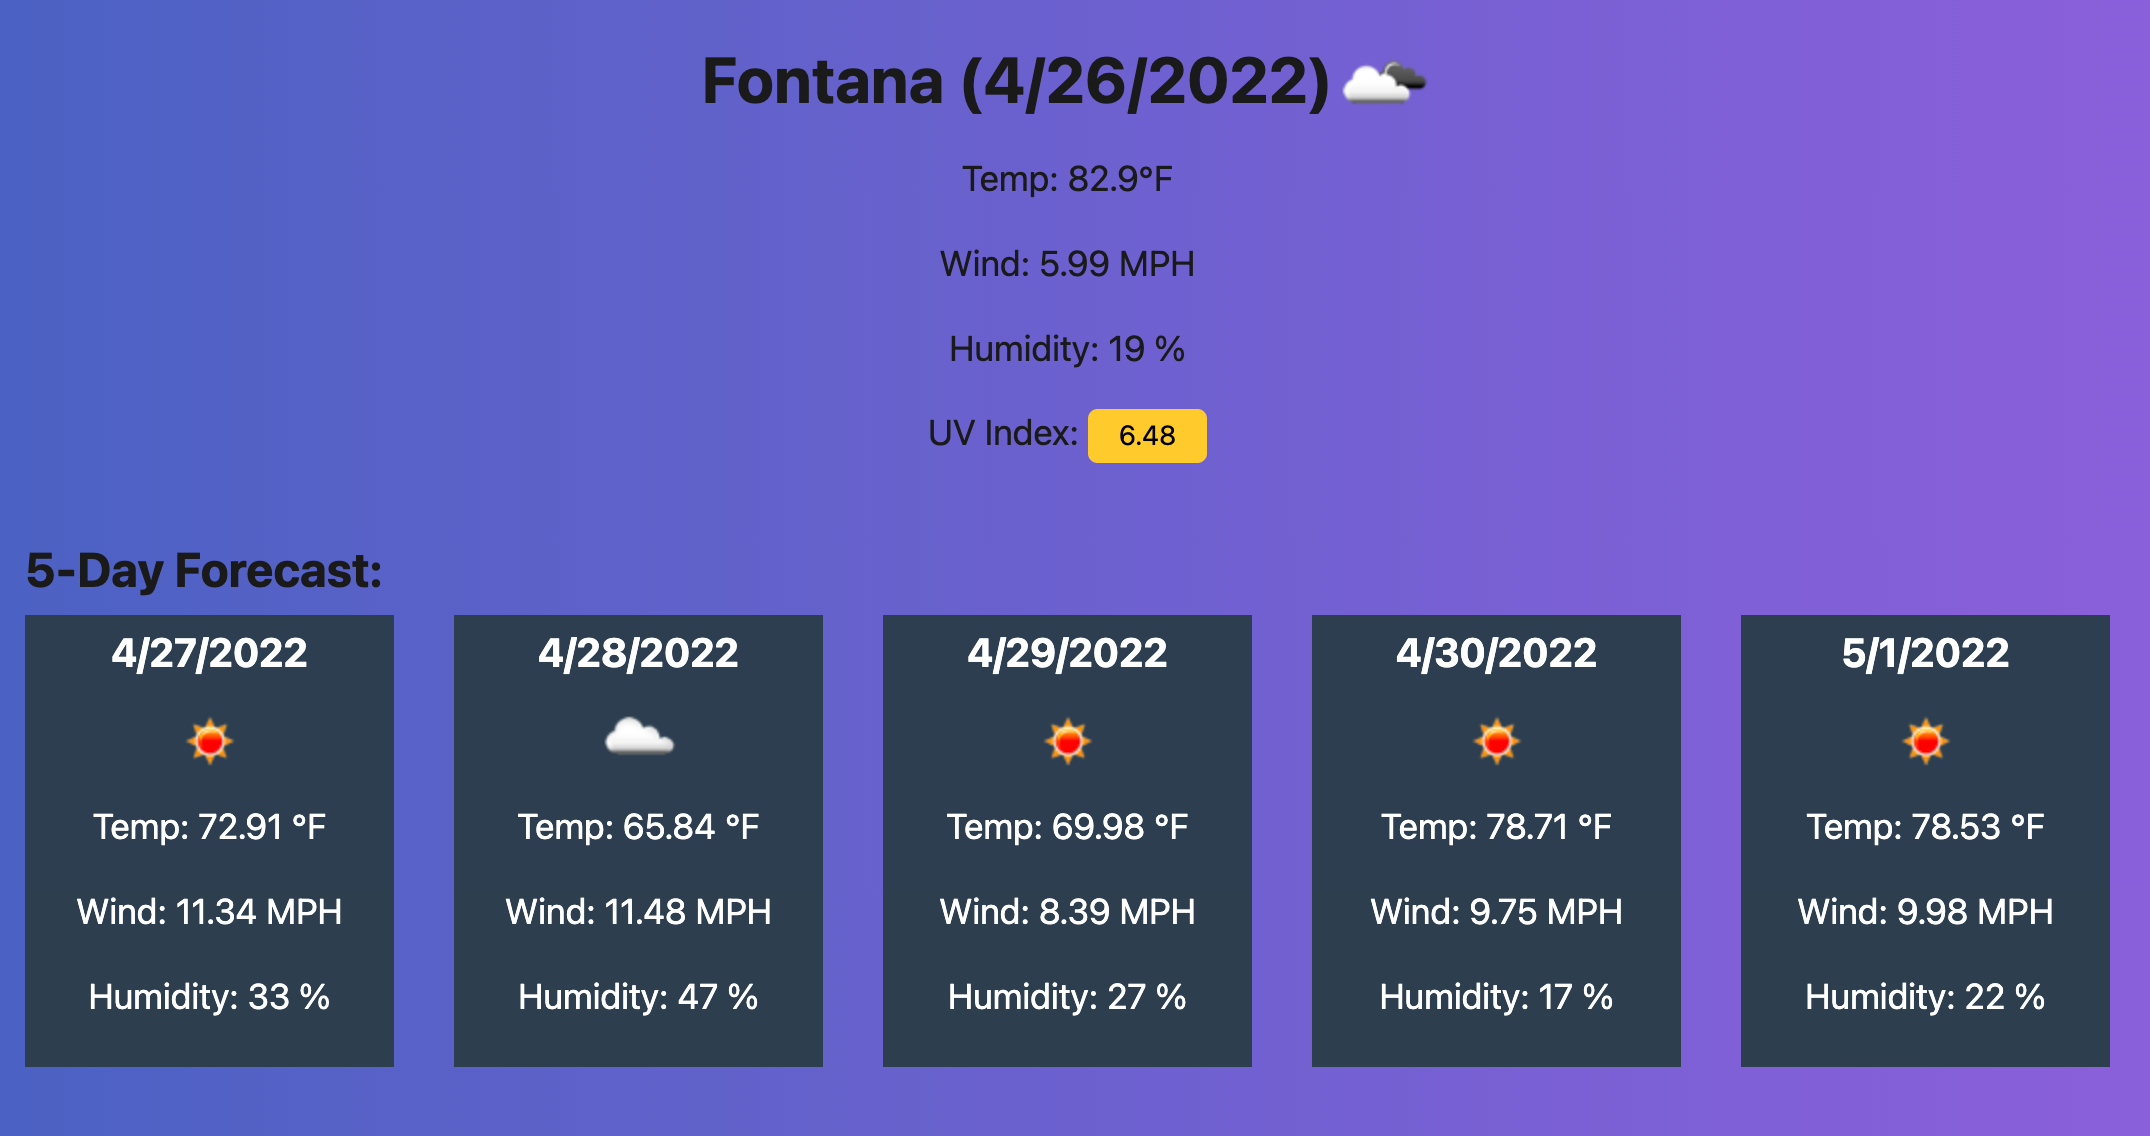 Fontana (4/26/2022)
Temp: 82.9°F
Wind: 5.99 MPH
Humidity: 19 %
UV Index: 6.48
5-Day Forecast:
4/27/2022
Temp: 72.91 °F
Wind: 11.34 MPH
Humidity: 33 %
4/28/2022
Temp: 65.84 °F
Wind: 11.48 MPH
Humidity: 47 %
4/29/2022
Temp: 69.98 °F
Wind: 8.39 MPH
Humidity: 27 %
4/30/2022
Temp: 78.71 °F
Wind: 9.75 MPH
Humidity: 17 %
5/1/2022
Temp: 78.53 °F
Wind: 9.98 MPH
Humidity: 22 %